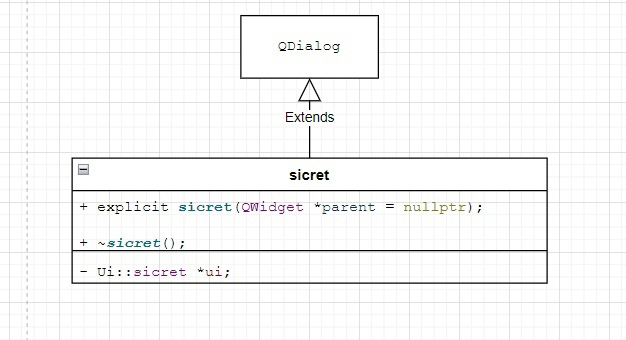 QDialog
Extends
sicret
+ explicit sicret(QWidget *parent = nullptr);
+ ~sicret();
- Ui::sicret *ui;